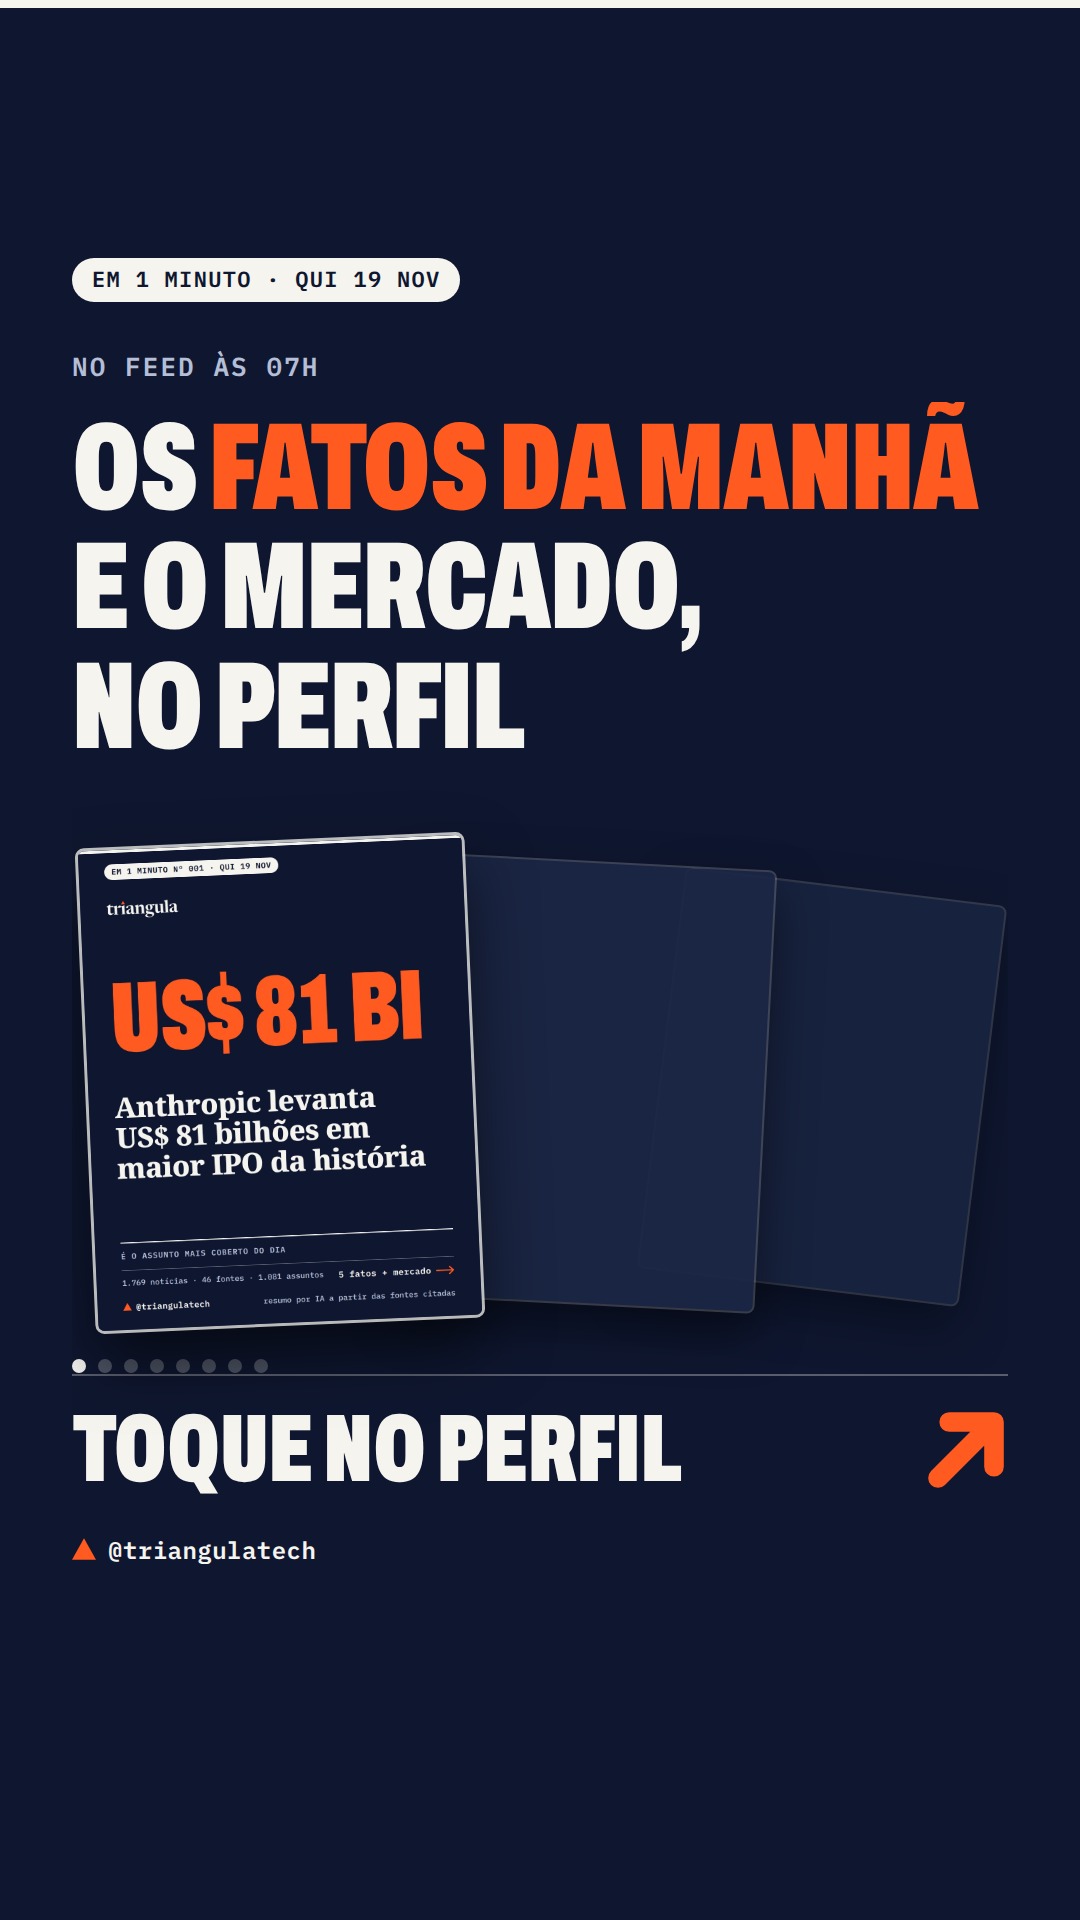 EM 1 MINUTO · QUI 19 NOV
NO FEED ÀS 07H
OS FATOS DA MANHÃ
E O MERCADO,
NO PERFIL
EM 1 MINUTO Nº 001 · QUI 19 NOV
triangula
US$ 81 BI
Anthropic levanta
US$ 81 bilhões em
maior IPO da história
É O ASSUNTO MAIS COBERTO DO DIA
1.769 notícias · 46 fontes · 1.081 assuntos 5 fatos + mercado
@triangulatech resumo por IA a partir das fontes citadas
TOQUE NO PERFIL
@triangulatech